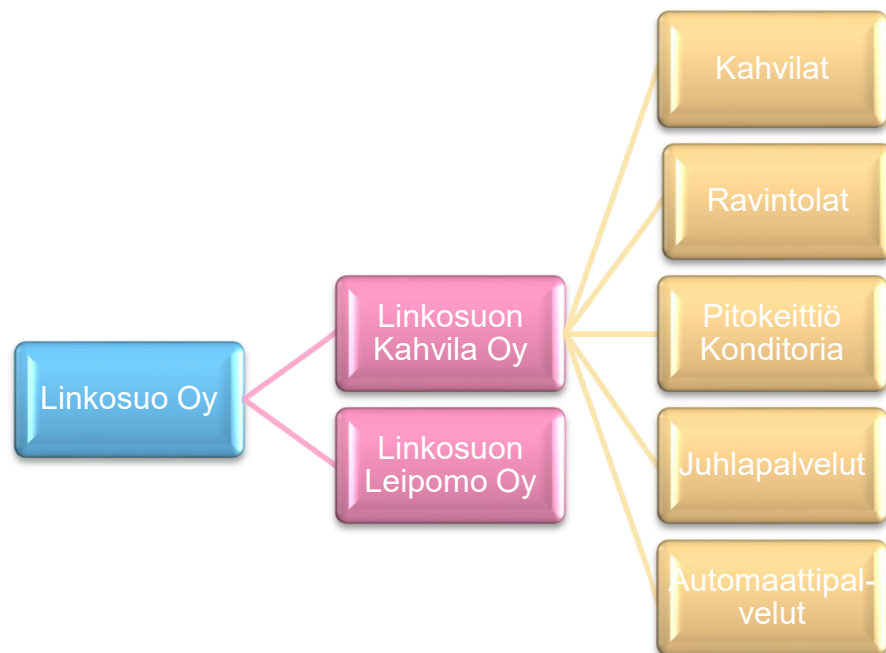 Kahvilat
Ravintolat
Linkosuon
Kahvila Oy
Pitokeittiö
Konditoria
Linkosuo Oy
Linkosuon
Leipomo Oy
Juhlapalvelut
Automaattipal-
velut